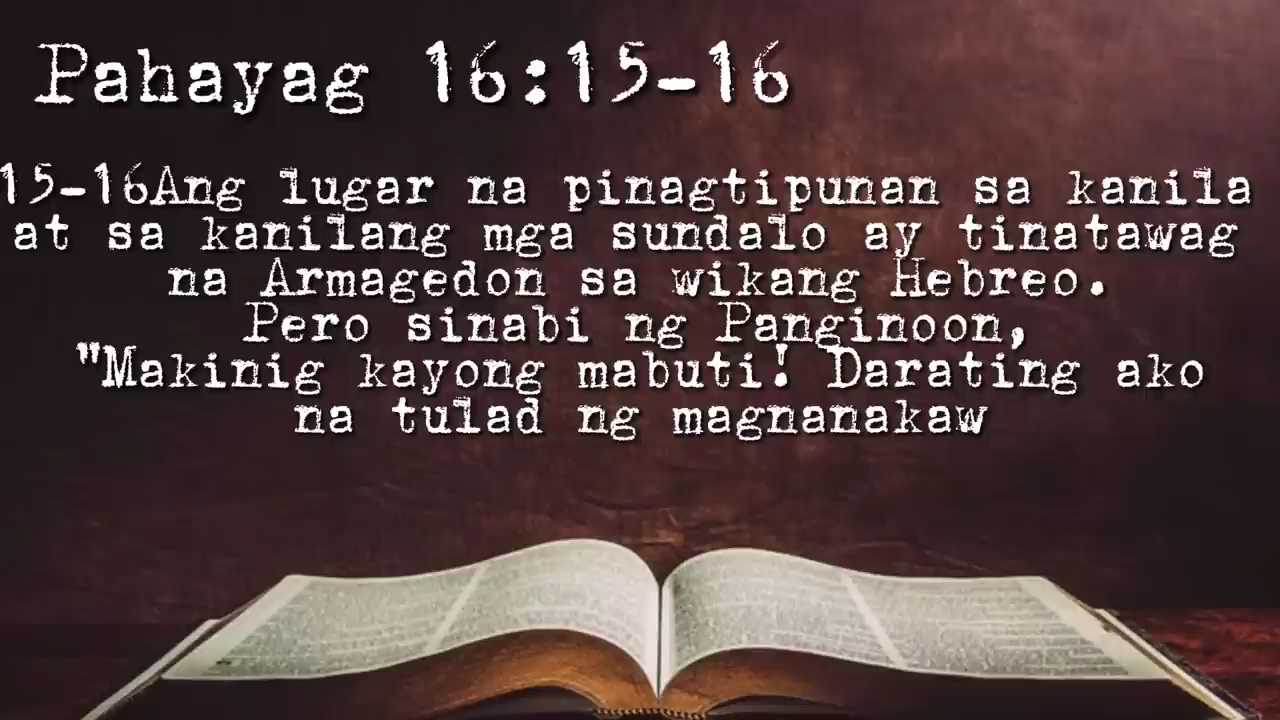 Pahayag 16:15-16
15-16Ang lugar na pinagtipunan sa kanila
at sa kanilang mga sundalo ay tinatawag
na Armagedon sa wikang Hebreo.
Pero sinabi ng Panginoon,
"Makinig kayong mabuti! Darating ako
na tulad ng magnanakaw